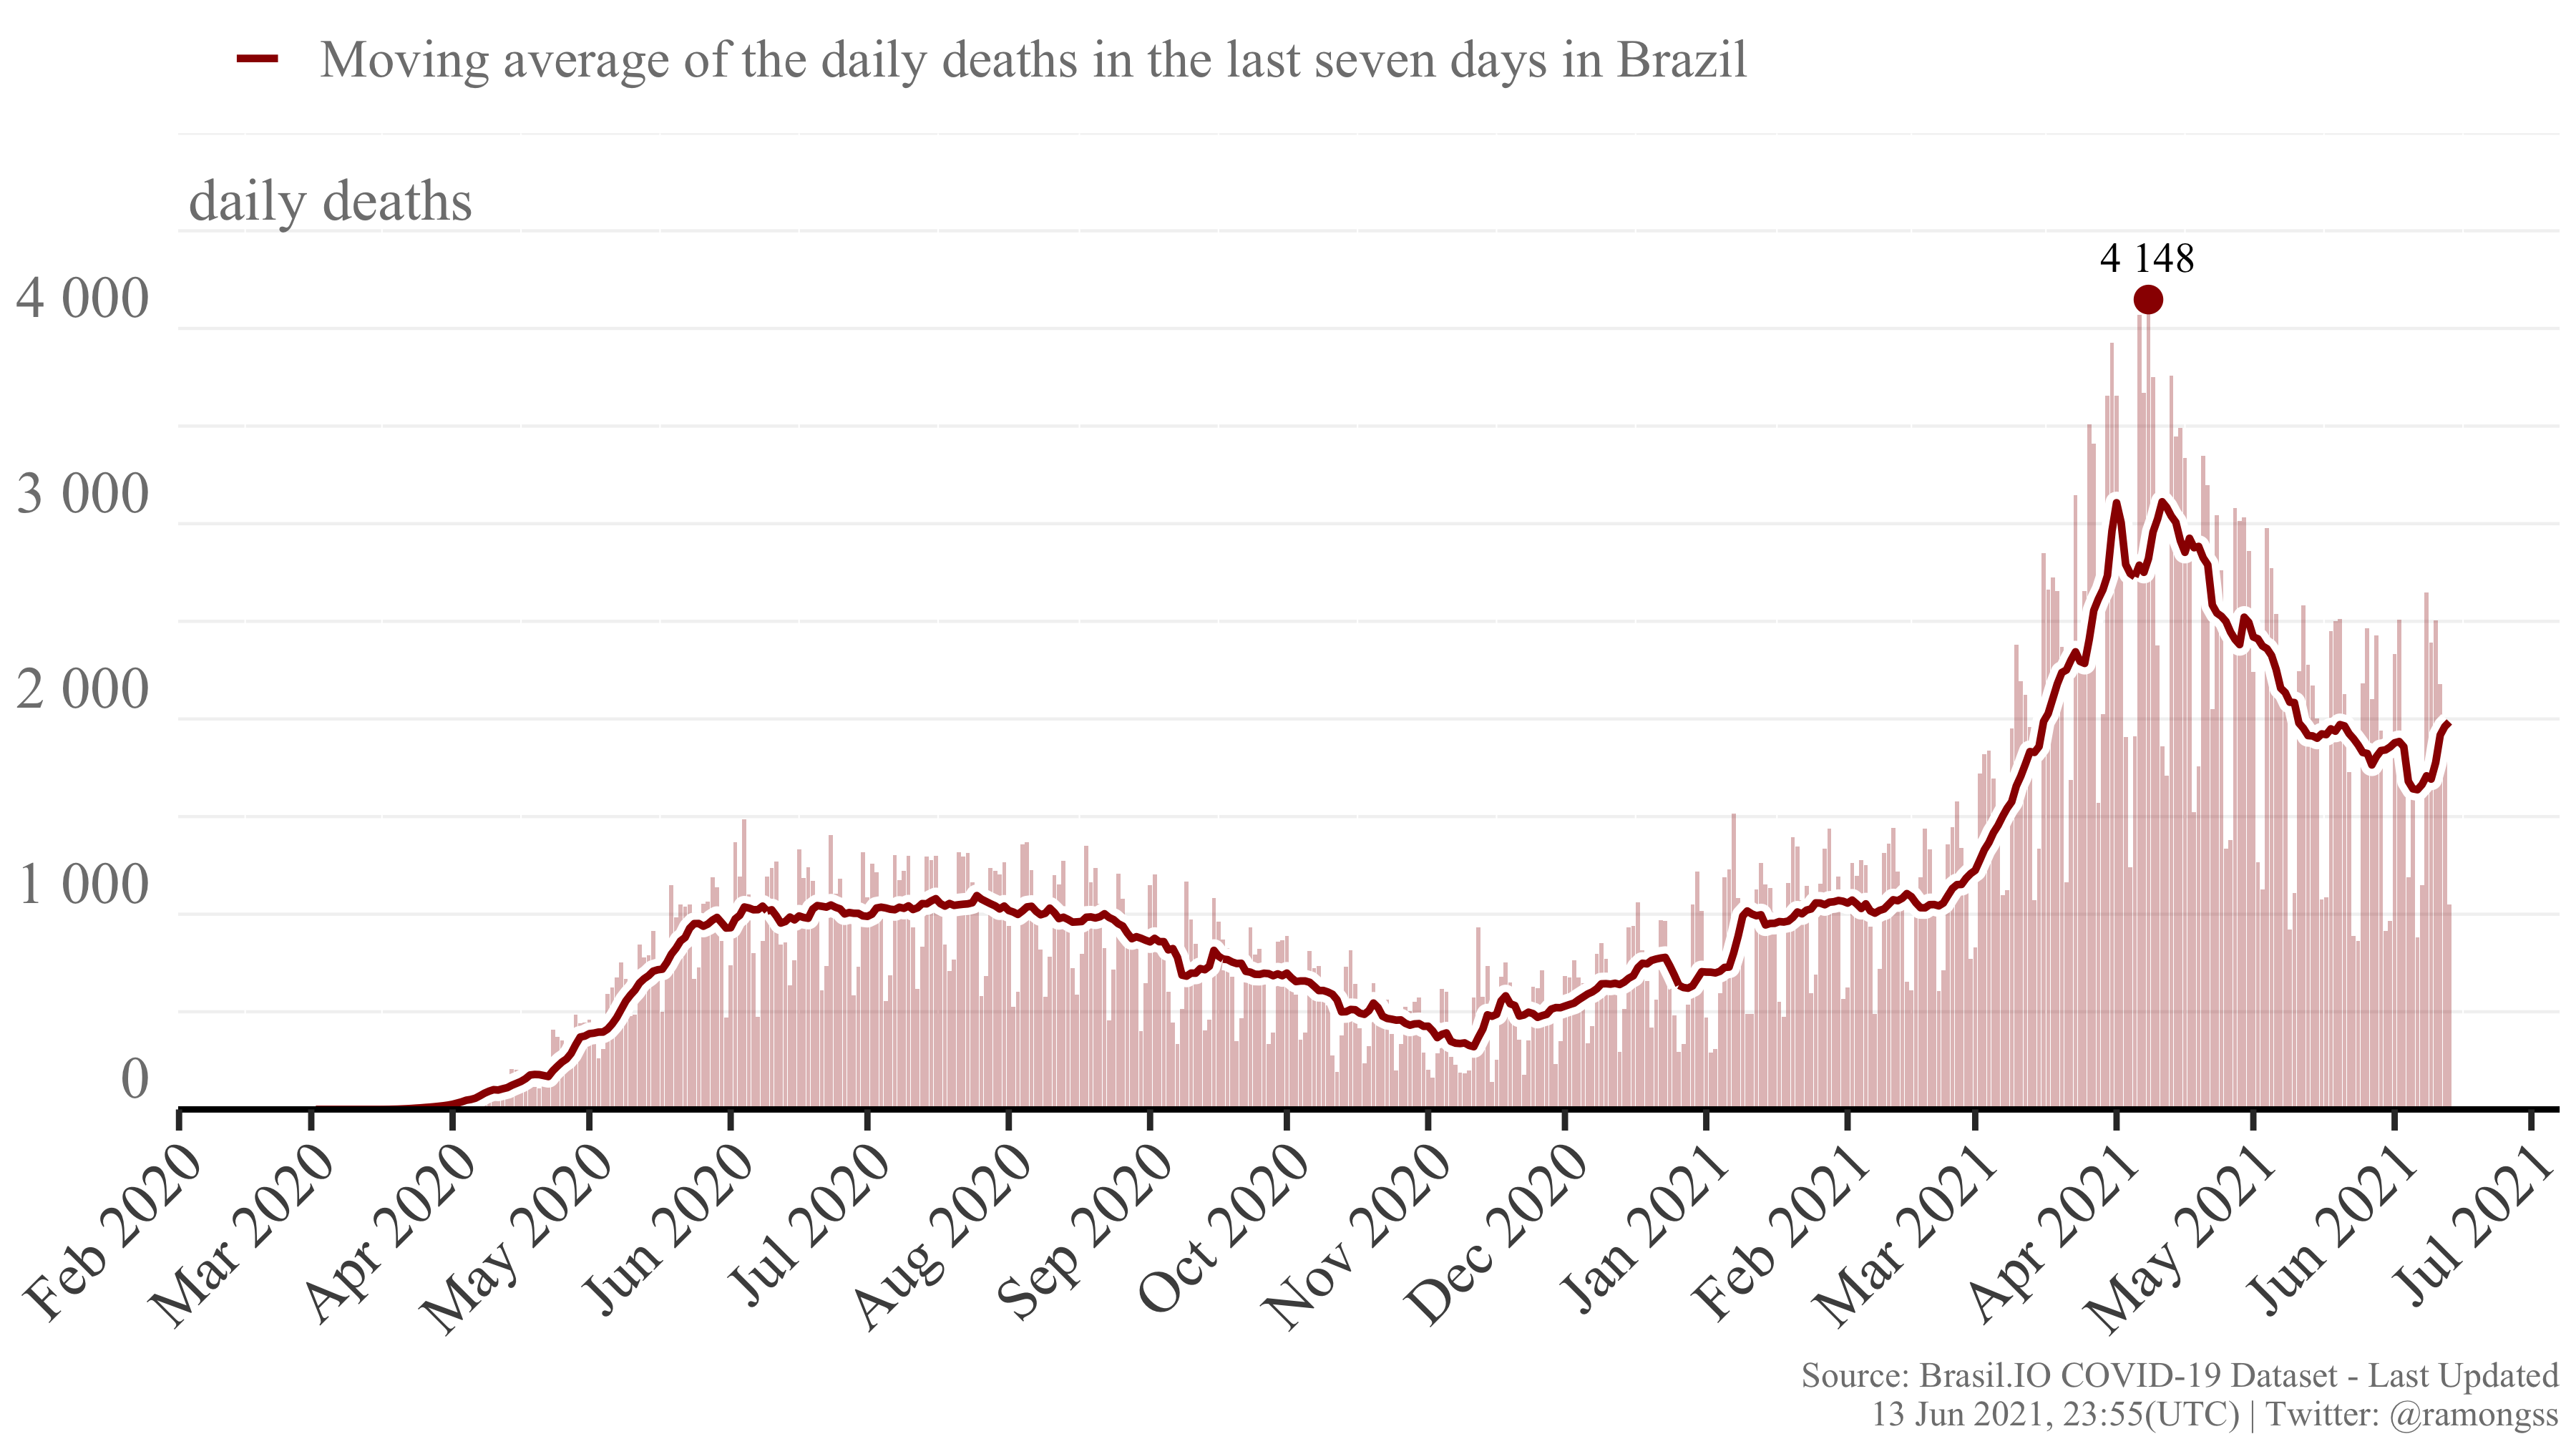 Moving average of the daily deaths in the last seven days in Brazil
daily deaths
4 148
4 000
3 000
2 000
1 000
0
Feb 2020
Mar 2020
Apr 2020
May 2020
Jun 2020
Jul 2020
Aug 2020
Sep 2020
Oct 2020
Nov 2020
Dec 2020
Jan 2021
Feb 2021
Mar 2021
Apr 2021
May 2021
Jun 2021
Jul 2021
Source: Brasil.IO COVID-19 Dataset - Last Updated
13 Jun 2021, 23:55(UTC) | Twitter: @ramongss